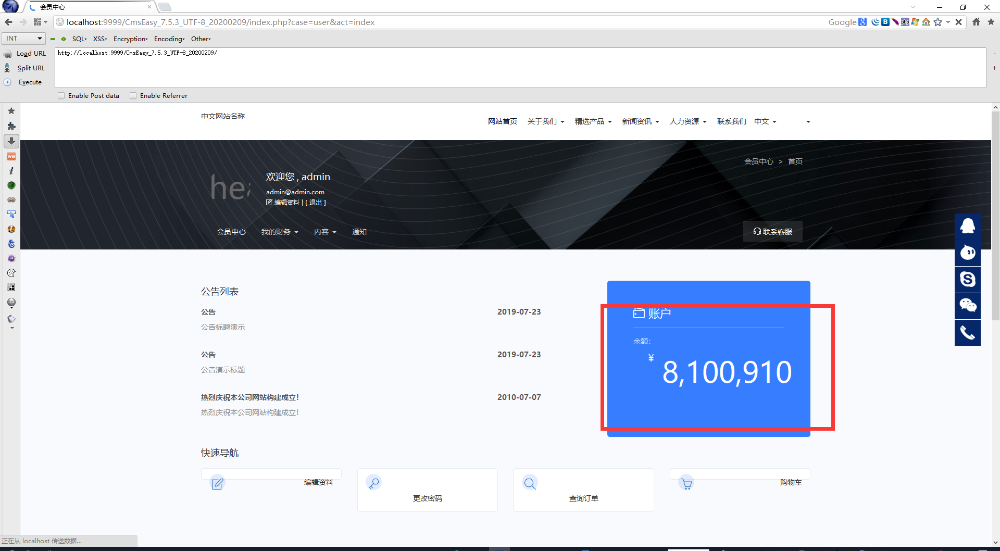 会员中心
localhost:9999/CmsEasy_7.5.3_UTF-8_20200209/index.php?case=user&act=index
Google
INT
SQL
XSS
Encryption
Encoding
Other
Load URL
http://localhost:9999/CmsEasy_7.5.3_UTF-8_20200209/
Split URL
Execute
Enable Post data
Enable Referrer
中文网站名称
网站首页
关于我们
精选产品
新闻资讯
人力资源
联系我们
中文
会员中心 > 首页
hea
欢迎您 , admin
admin@admin.com
编辑资料 | [ 退出 ]
会员中心
我的财务
内容
通知
联系客服
公告列表
公告
2019-07-23
公告标题演示
公告
2019-07-23
公告演示标题
热烈庆祝本公司网站构建成立!
2010-07-07
热烈庆祝本公司网站构建成立!
账户
余额:
¥ 8,100,910
快速导航
编辑资料
更改密码
查询订单
购物车
正在从 localhost 传送数据...